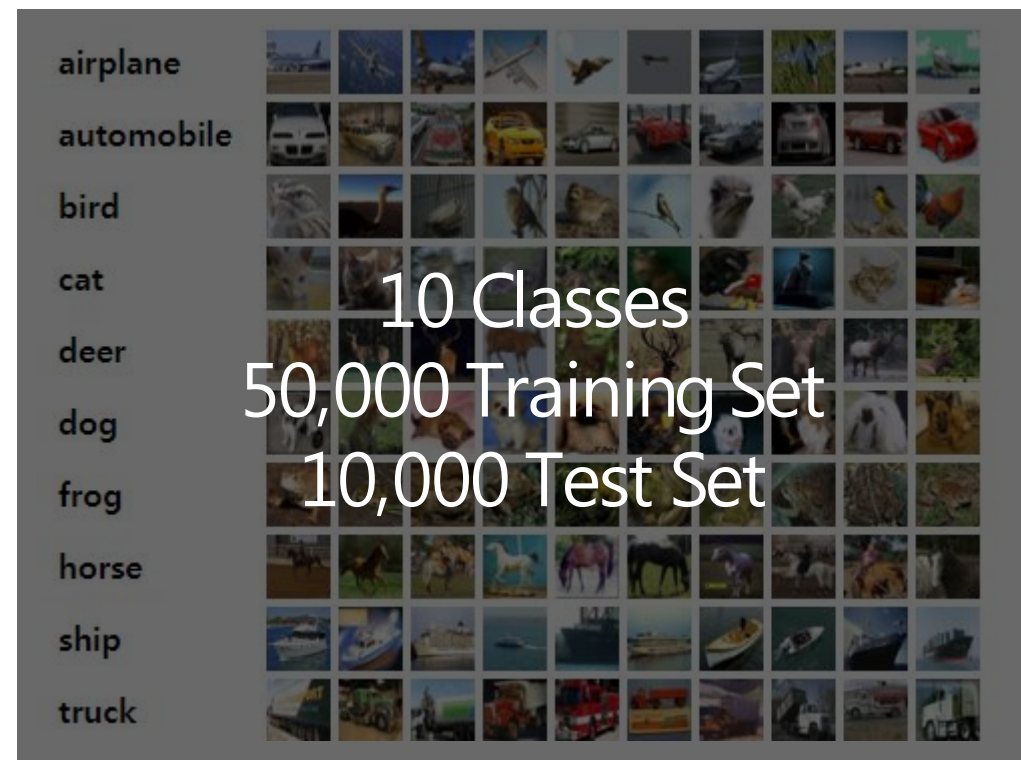 airplane
automobile
bird
cat
10 Classes
deer
50,000 Training Set
dog
10,000 Test Set
frog
horse
ship
truck